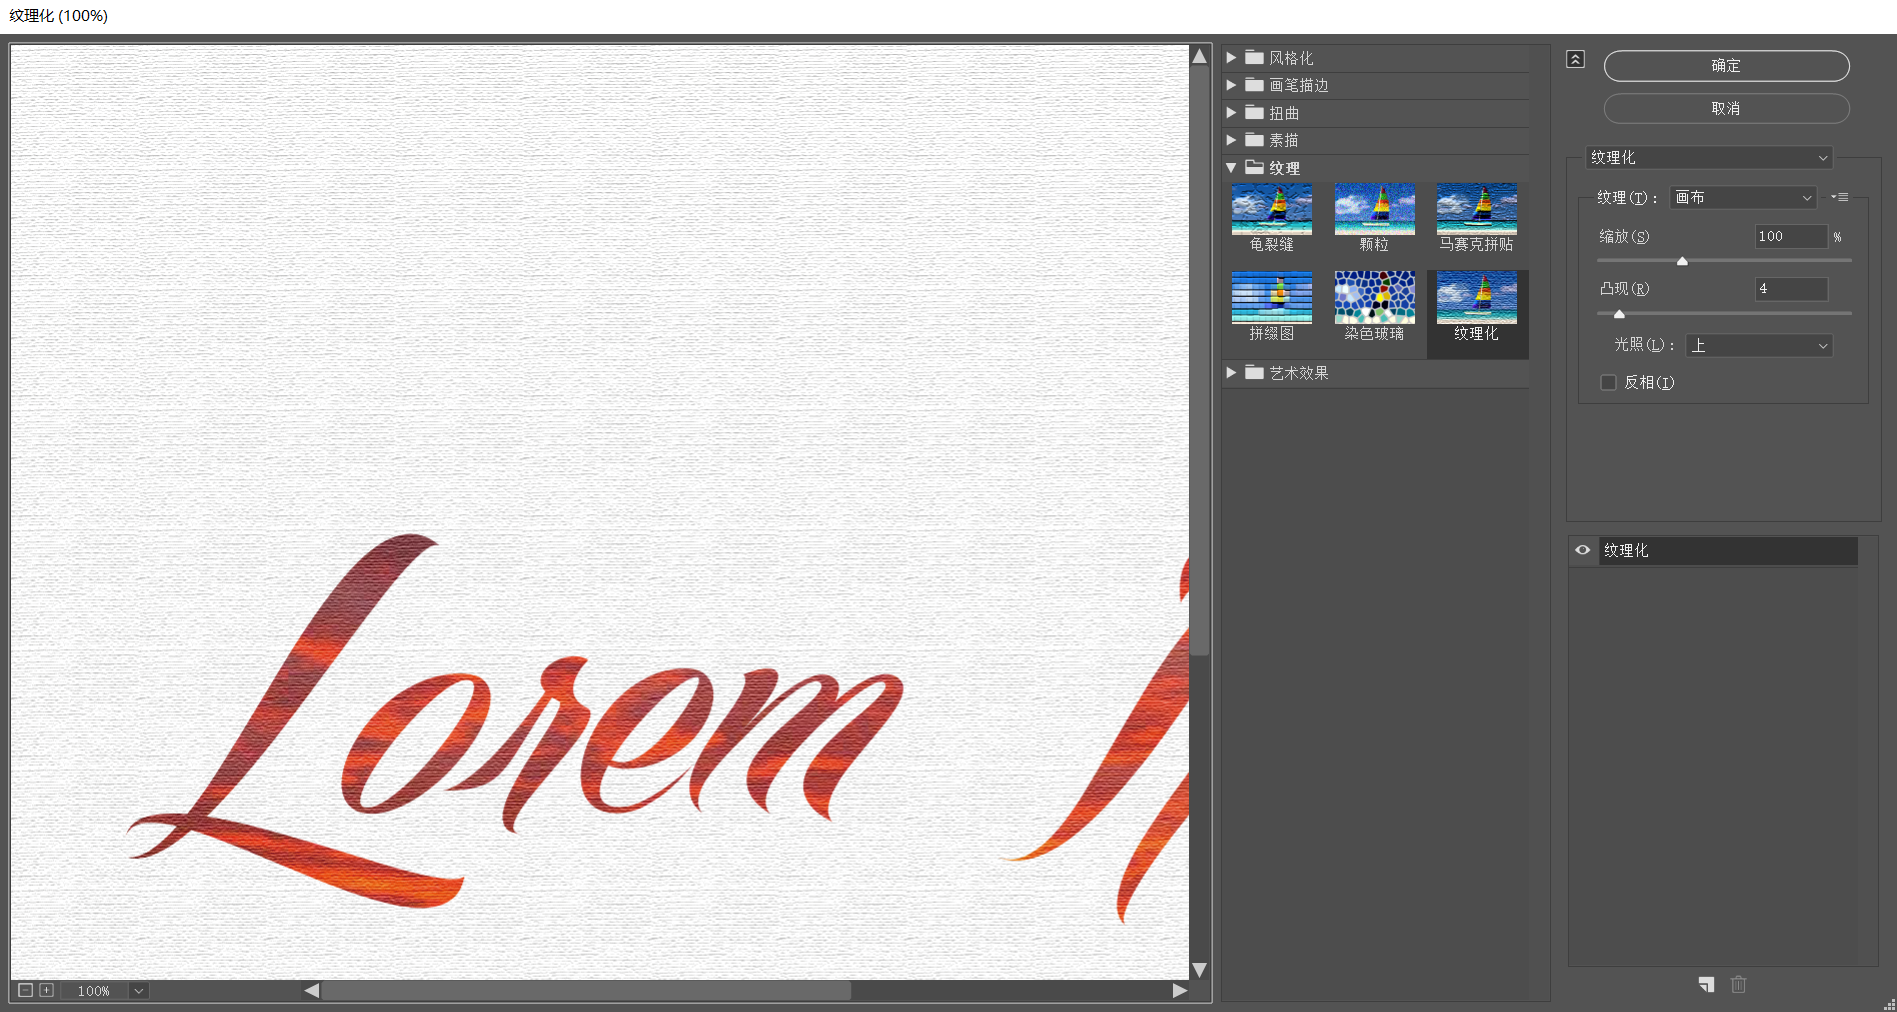 纹理化 (100%)
Lorem
100%
风格化
画笔描边
扭曲
素描
纹理
龟裂缝
颗粒
马赛克拼贴
拼缀图
染色玻璃
纹理化
艺术效果
确定
取消
纹理化
纹理(T)： 画布
缩放(S) 100 %
凸现(R) 4
光照(L)： 上
反相(I)
纹理化